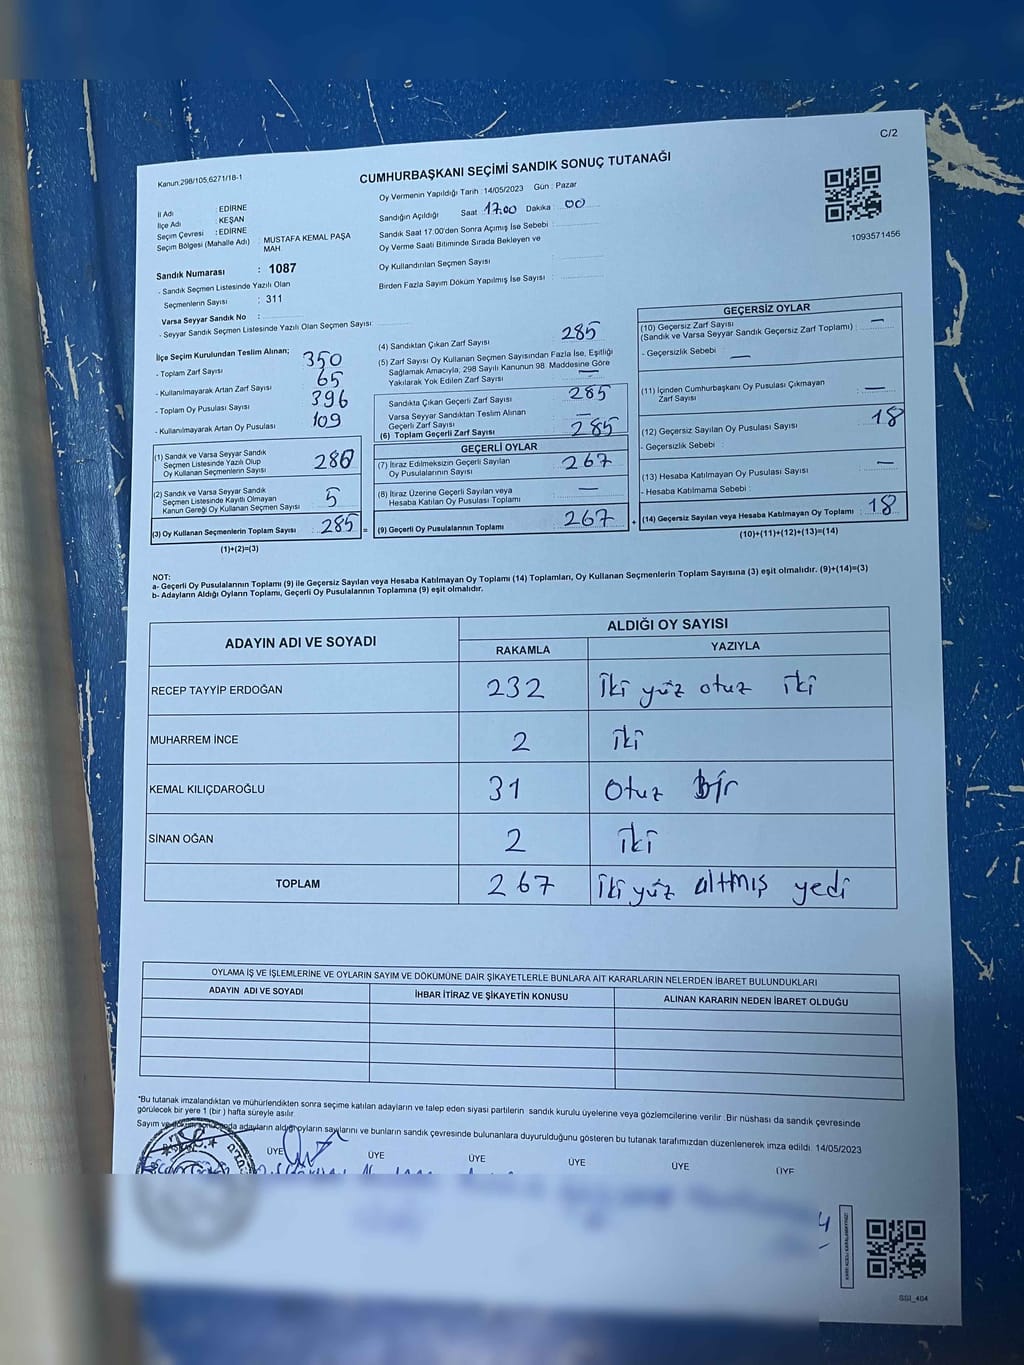 C/2
Kanun:298/105;6271/18-1
CUMHURBAŞKANI SEÇİMİ SANDIK SONUÇ TUTANAĞI
İl Adı : EDİRNE
İlçe Adı : KEŞAN
Seçim Çevresi : EDİRNE
Seçim Bölgesi (Mahalle Adı) : MUSTAFA KEMAL PAŞA
MAH
Sandık Numarası : 1087
- Sandık Seçmen Listesinde Yazılı Olan
Seçmenlerin Sayısı : 311
Varsa Seyyar Sandık No :
- Seyyar Sandık Seçmen Listesinde Yazılı Olan Seçmen Sayısı:
Oy Vermenin Yapıldığı Tarih : 14/05/2023 Gün : Pazar
Sandığın Açıldığı Saat 17.00 Dakika : 00
Sandık Saat 17:00'den Sonra Açımış İse Sebebi :
Oy Verme Saati Bitiminde Sırada Bekleyen ve
Oy Kullandırılan Seçmen Sayısı :
Birden Fazla Sayım Döküm Yapılmış İse Sayısı :
1093571456
İlçe Seçim Kurulundan Teslim Alınan;
- Toplam Zarf Sayısı : 350
- Kullanılmayarak Artan Zarf Sayısı : 65
- Toplam Oy Pusulası Sayısı : 396
- Kullanılmayarak Artan Oy Pusulası : 109
(1) Sandık ve Varsa Seyyar Sandık
Seçmen Listesinde Yazılı Olup
Oy Kullanan Seçmenlerin Sayısı : 280
(2) Sandık ve Varsa Seyyar Sandık
Seçmen Listesinde Kayıtlı Olmayan
Kanun Gereği Oy Kullanan Seçmen Sayısı : 5
(3) Oy Kullanan Seçmenlerin Toplam Sayısı : 285 =
(1)+(2)=(3)
(4) Sandıktan Çıkan Zarf Sayısı : 285
(5) Zarf Sayısı Oy Kullanan Seçmen Sayısından Fazla İse, Eşitliği
Sağlamak Amacıyla, 298 Sayılı Kanunun 98. Maddesine Göre
Yakılarak Yok Edilen Zarf Sayısı : —
Sandıkta Çıkan Geçerli Zarf Sayısı : 285
Varsa Seyyar Sandıktan Teslim Alınan
Geçerli Zarf Sayısı : —
(6) Toplam Geçerli Zarf Sayısı : 285
GEÇERLİ OYLAR
(7) İtiraz Edilmeksizin Geçerli Sayılan
Oy Pusulalarının Sayısı : 267
(8) İtiraz Üzerine Geçerli Sayılan veya
Hesaba Katılan Oy Pusulalarının Toplamı : —
(9) Geçerli Oy Pusulalarının Toplamı : 267 +
GEÇERSİZ OYLAR
(10) Geçersiz Zarf Sayısı
(Sandık ve Varsa Seyyar Sandık Geçersiz Zarf Toplamı) : —
- Geçersizlik Sebebi : —
(11) İçinden Cumhurbaşkanı Oy Pusulası Çıkmayan
Zarf Sayısı : —
(12) Geçersiz Sayılan Oy Pusulası Sayısı : 18
- Geçersizlik Sebebi :
(13) Hesaba Katılmayan Oy Pusulası Sayısı : —
- Hesaba Katılmama Sebebi :
(14) Geçersiz Sayılan veya Hesaba Katılmayan Oy Toplamı : 18
(10)+(11)+(12)+(13)=(14)
NOT:
a- Geçerli Oy Pusulalarının Toplamı (9) ile Geçersiz Sayılan veya Hesaba Katılmayan Oy Toplamı (14) Toplamları, Oy Kullanan Seçmenlerin Toplam Sayısına (3) eşit olmalıdır. (9)+(14)=(3)
b- Adayların Aldığı Oyların Toplamı, Geçerli Oy Pusulalarının Toplamına (9) eşit olmalıdır.
ADAYIN ADI VE SOYADI ALDIĞI OY SAYISI
RAKAMLA YAZIYLA
RECEP TAYYİP ERDOĞAN 232 İki yüz otuz iki
MUHARREM İNCE 2 iki
KEMAL KILIÇDAROĞLU 31 Otuz bir
SİNAN OĞAN 2 iki
TOPLAM 267 İki yüz altmış yedi
OYLAMA İŞ VE İŞLEMLERİNE VE OYLARIN SAYIM VE DÖKÜMÜNE DAİR ŞİKAYETLERLE BUNLARA AİT KARARLARIN NELERDEN İBARET BULUNDUKLARI
ADAYIN ADI VE SOYADI İHBAR İTİRAZ VE ŞİKAYETİN KONUSU ALINAN KARARIN NEDEN İBARET OLDUĞU
*Bu tutanak imzalandıktan ve mühürlendikten sonra seçime katılan adayların ve talep eden siyasi partilerin sandık kurulu üyelerine veya gözlemcilerine verilir .Bir nüshası da sandık çevresinde
görülecek bir yere 1 (bir ) hafta süreyle asılır.
Sayım ve döküm sonucunda adayların aldığı oyların sayılarını ve bunların sandık çevresinde bulunanlara duyurulduğunu gösteren bu tutanak tarafımızdan düzenlenerek imza edildi. 14/05/2023
ÜYE ÜYE ÜYE ÜYE ÜYE ÜYE
SSI_404